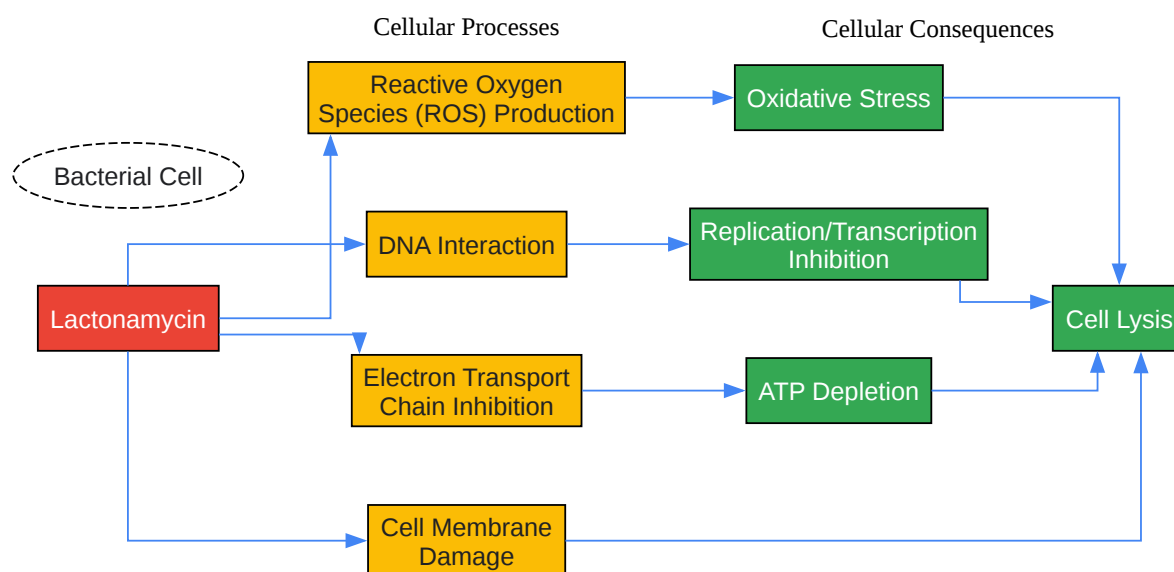 Cellular Processes
Cellular Consequences
Reactive Oxygen
Species (ROS) Production
Oxidative Stress
Bacterial Cell
DNA Interaction
Replication/Transcription
Inhibition
Lactonamycin
Cell Lysis
Electron Transport
Chain Inhibition
ATP Depletion
Cell Membrane
Damage